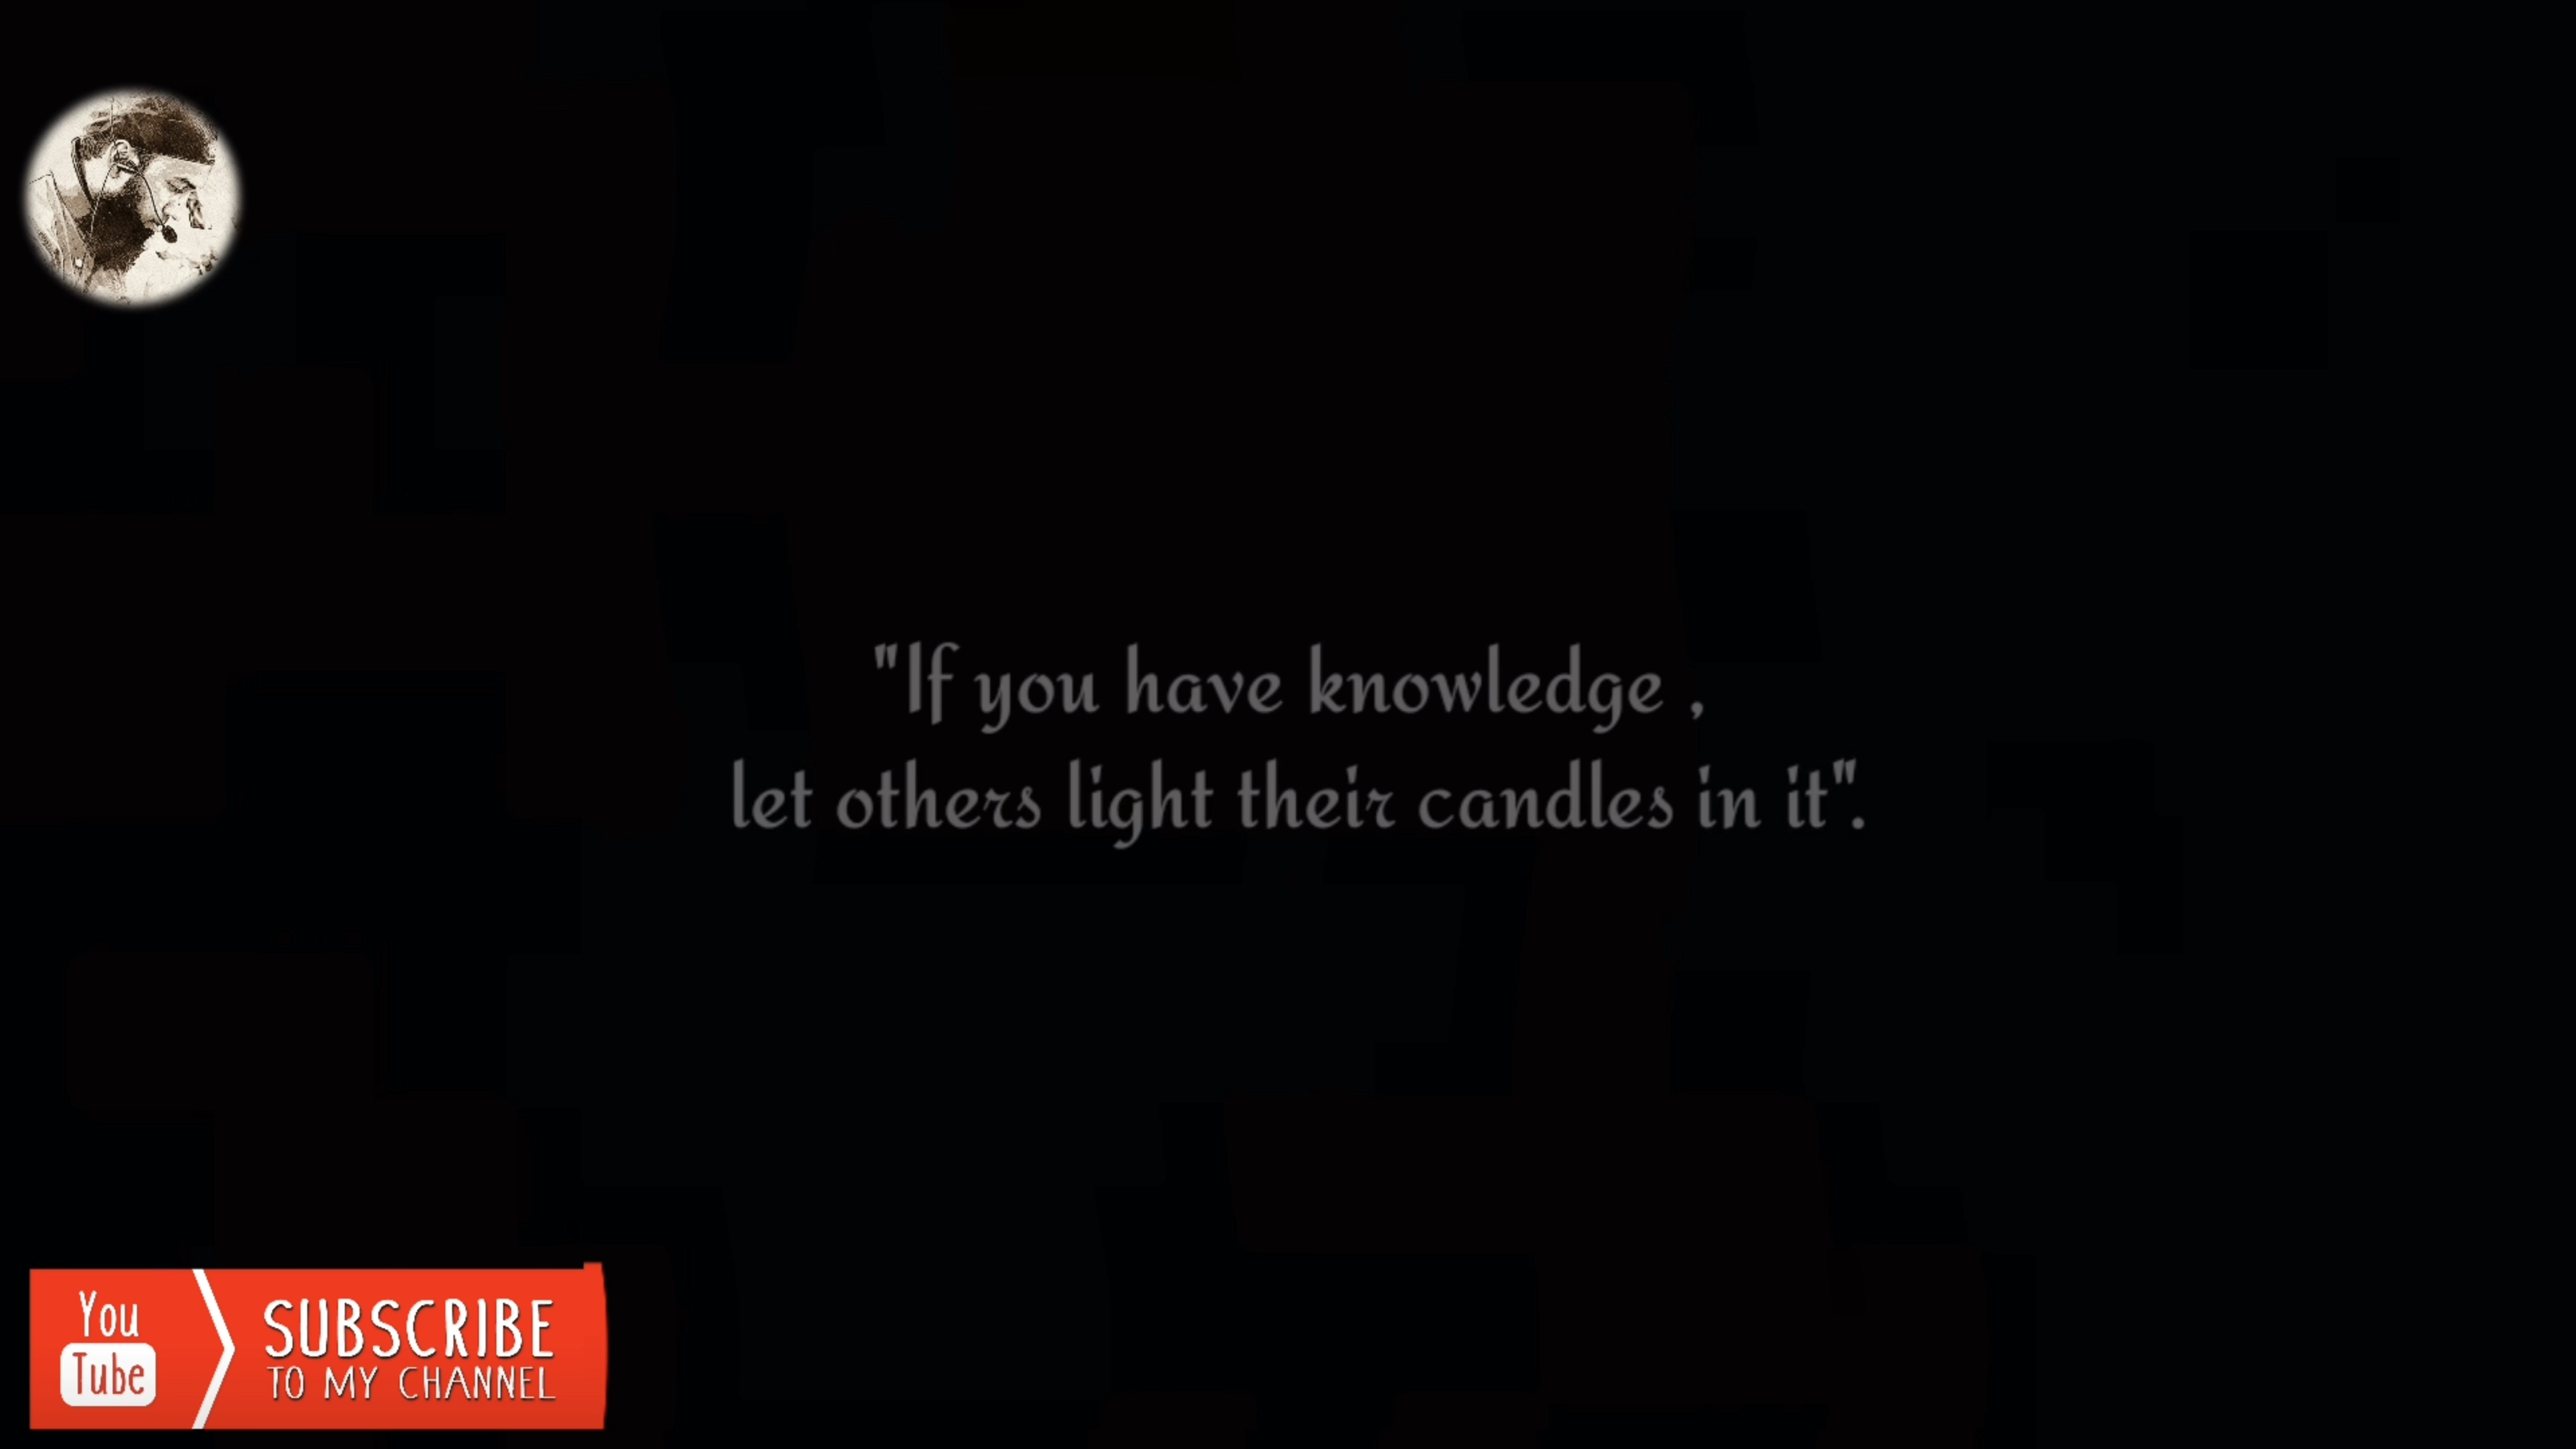 "If you have knowledge ,
let others light their candles in it".
You
Tube
SUBSCRIBE
TO MY CHANNEL